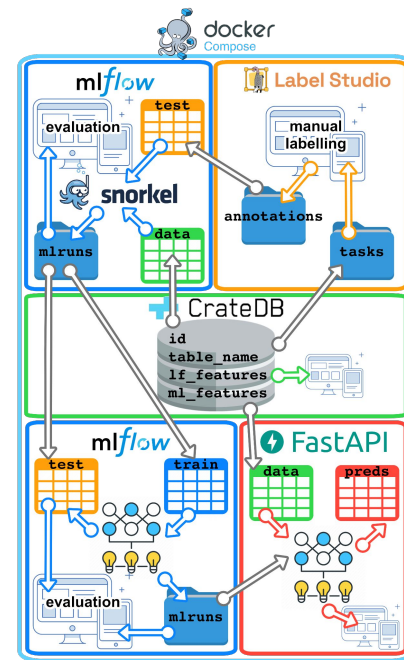 docker
Compose
mlflow
Label Studio
test
evaluation
manual
labelling
snorkel
annotations
data
mlruns
tasks
CrateDB
id
table_name
lf_features
ml_features
mlflow
FastAPI
test
train
data
preds
evaluation
mlruns